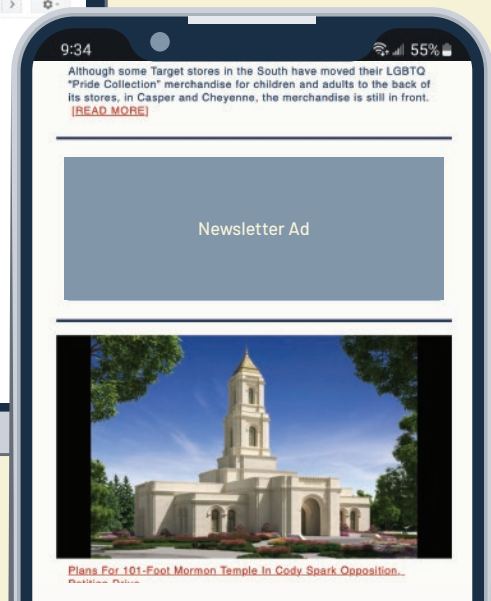 9:34
55%
Although some Target stores in the South have moved their LGBTQ
"Pride Collection" merchandise for children and adults to the back of
its stores, in Casper and Cheyenne, the merchandise is still in front.
[READ MORE]
Newsletter Ad
Plans For 101-Foot Mormon Temple In Cody Spark Opposition,
Petition Drive